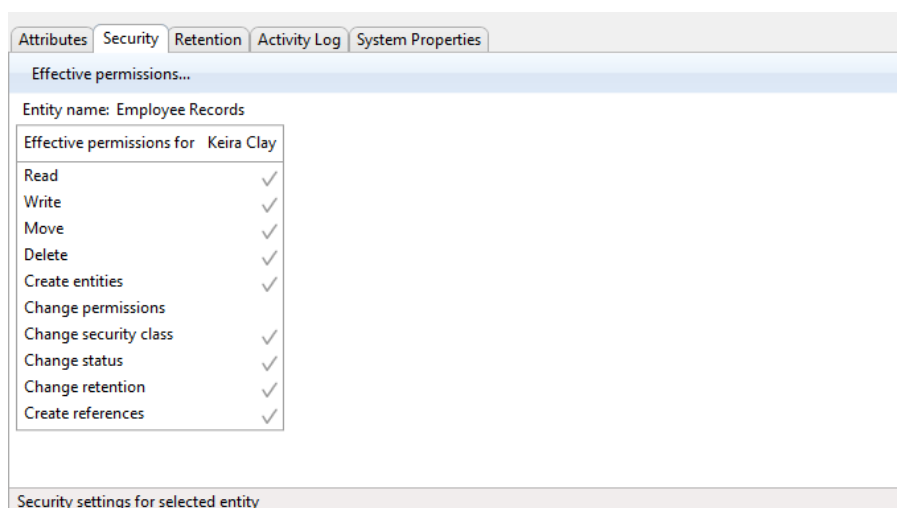 Attributes Security Retention Activity Log System Properties
Effective permissions...
Entity name: Employee Records
Effective permissions for Keira Clay
Read
Write
Move
Delete
Create entities
Change permissions
Change security class
Change status
Change retention
Create references
Security settings for selected entity